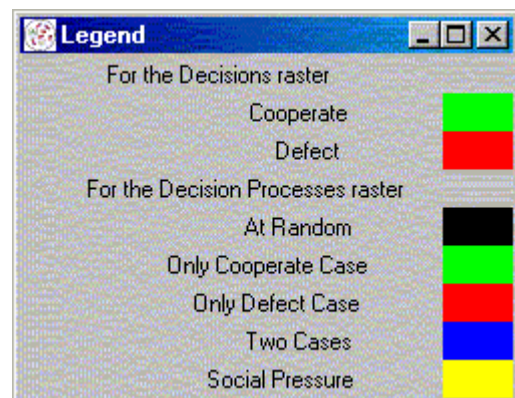 Legend
For the Decisions raster
Cooperate
Defect
For the Decision Processes raster
At Random
Only Cooperate Case
Only Defect Case
Two Cases
Social Pressure